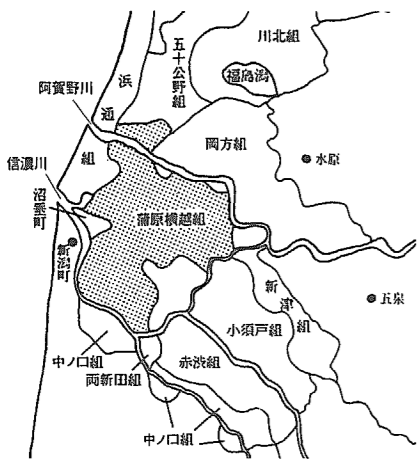 川北組
五十公野組
福島潟
浜通
組
阿賀野川
岡方組
水原
信濃川
沼垂町
蒲原横越組
新潟町
新津組
五泉
小須戸組
中ノ口組
赤渋組
両新田組
中ノ口組